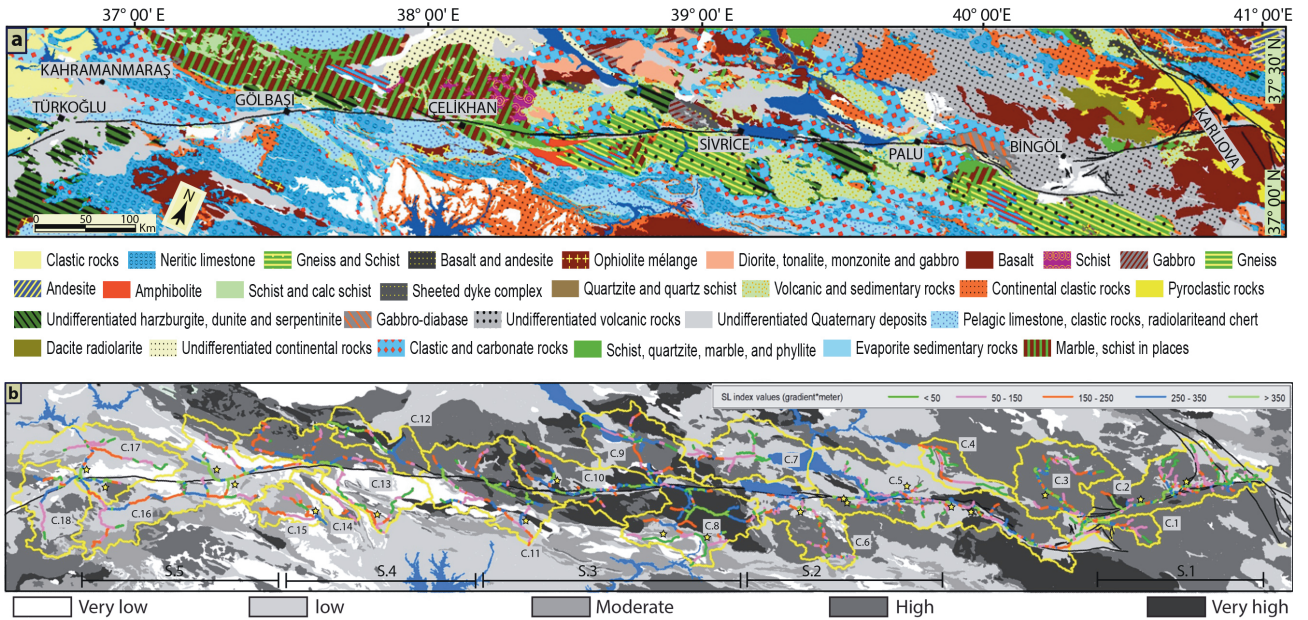 37° 00' E 38° 00' E 39° 00' E 40° 00' E 41° 00' E
a
37° 30' N
KAHRAMANMARAŞ
TÜRKOĞLU
GÖLBAŞI
ÇELİKHAN
SİVRİCE
PALU
BİNGÖL
KARLIOVA
N
0 50 100
Km
37° 00' N
Clastic rocks Neritic limestone Gneiss and Schist Basalt and andesite Ophiolite mélange Diorite, tonalite, monzonite and gabbro Basalt Schist Gabbro Gneiss
Andesite Amphibolite Schist and calc schist Sheeted dyke complex Quartzite and quartz schist Volcanic and sedimentary rocks Continental clastic rocks Pyroclastic rocks
Undifferentiated harzburgite, dunite and serpentinite Gabbro-diabase Undifferentiated volcanic rocks Undifferentiated Quaternary deposits Pelagic limestone, clastic rocks, radiolariteand chert
Dacite radiolarite Undifferentiated continental rocks Clastic and carbonate rocks Schist, quartzite, marble, and phyllite Evaporite sedimentary rocks Marble, schist in places
b
SL index values (gradient*meter) < 50 50 - 150 150 - 250 250 - 350 > 350
C.12
C.17
C.4
C.9
C.7
C.10
C.13
C.5
C.3
C.2
C.18
C.16
C.15
C.14
C.11
C.8
C.6
C.1
S.5 S.4 S.3 S.2 S.1
Very low low Moderate High Very high